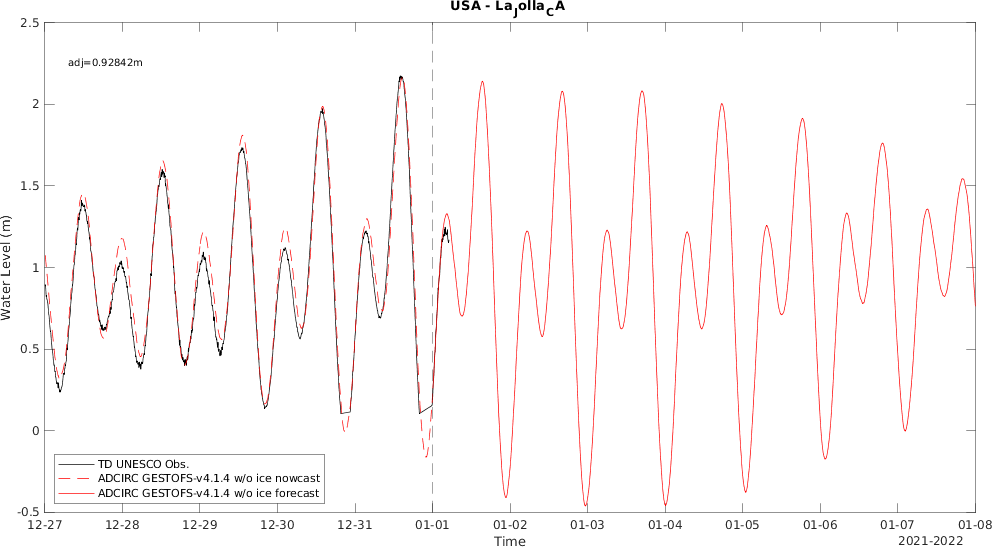 USA - LaJollaCA
adj=0.92842m
2.5
2
1.5
1
0.5
0
-0.5
Water Level (m)
TD UNESCO Obs.
ADCIRC GESTOFS-v4.1.4 w/o ice nowcast
ADCIRC GESTOFS-v4.1.4 w/o ice forecast
12-27 12-28 12-29 12-30 12-31 01-01 01-02 01-03 01-04 01-05 01-06 01-07 01-08
Time
2021-2022